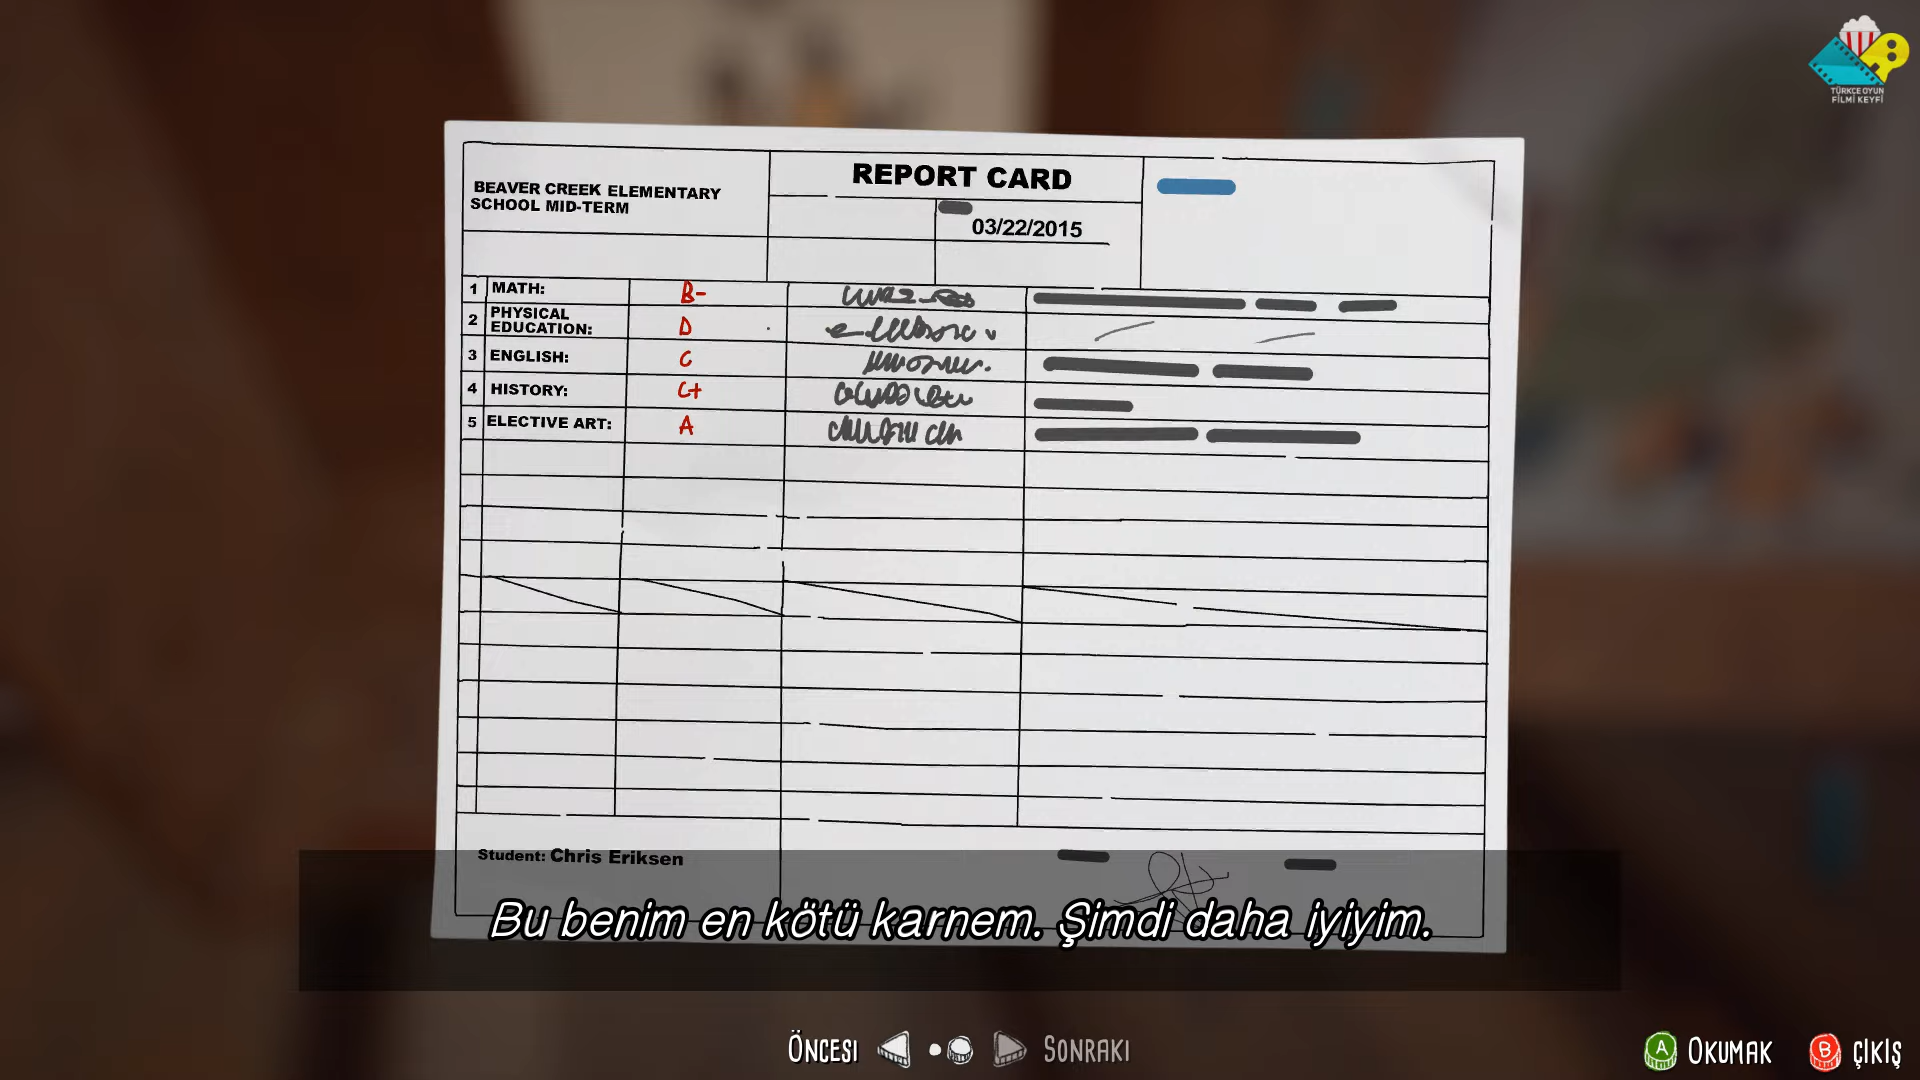 TÜRKÇE OYUN
FİLMİ KEYFİ
REPORT CARD
BEAVER CREEK ELEMENTARY
SCHOOL MID-TERM
03/22/2015
1 MATH: B-
2 PHYSICAL
EDUCATION: D
3 ENGLISH: C
4 HISTORY: C+
5 ELECTIVE ART: A
Student: Chris Eriksen
Bu benim en kötü karnem. Şimdi daha iyiyim.
ÖNCESI SONRAKI A OKUMAK B ÇIKIŞ